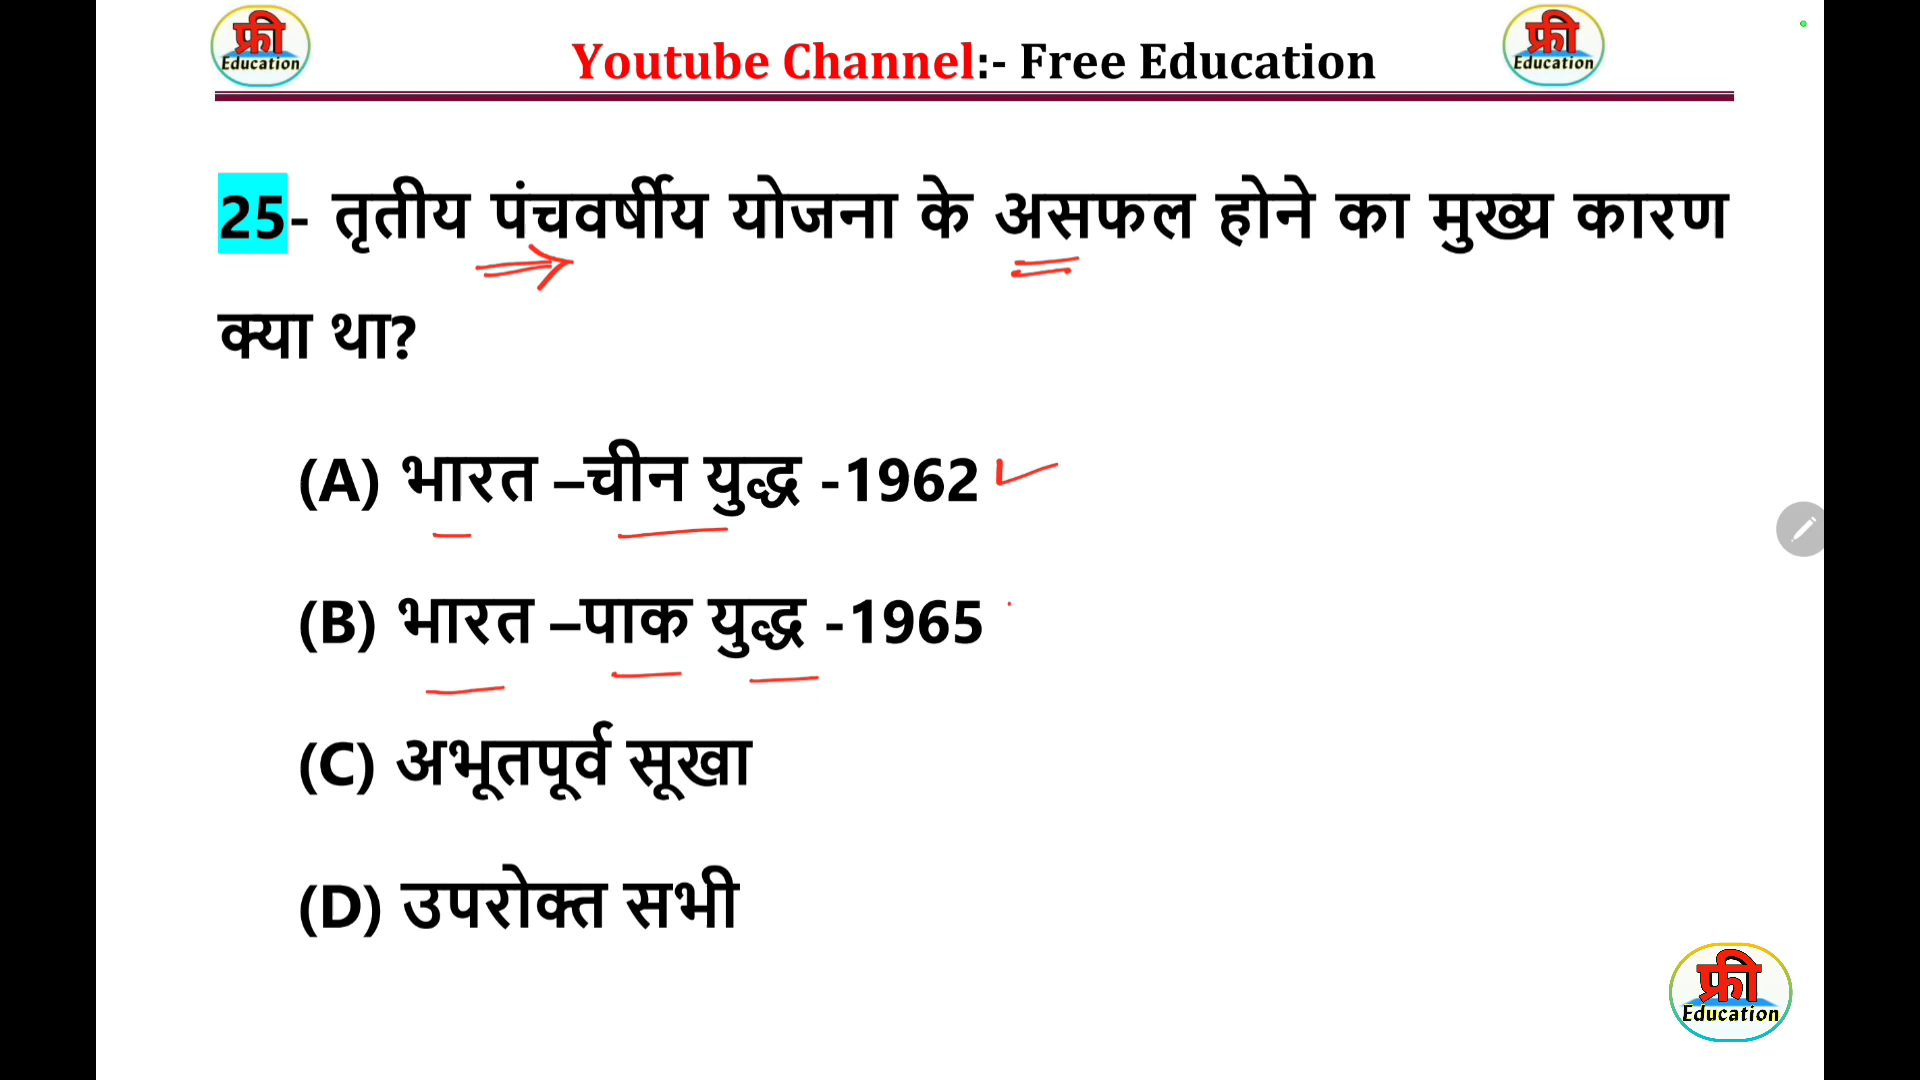 फ्री
Education
Youtube Channel:- Free Education
फ्री
Education
25- तृतीय पंचवर्षीय योजना के असफल होने का मुख्य कारण
क्या था?
(A) भारत –चीन युद्ध -1962
(B) भारत –पाक युद्ध -1965
(C) अभूतपूर्व सूखा
(D) उपरोक्त सभी
फ्री
Education